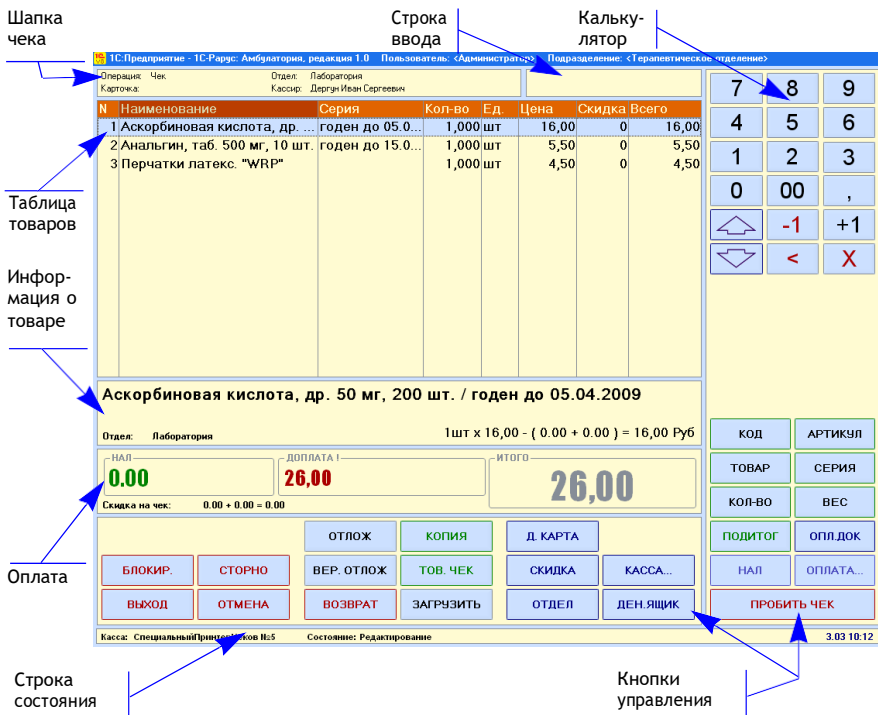 Шапка
чека
Строка
ввода
Кальку-
лятор
1С:Предприятие - 1С-Рарус: Амбулатория, редакция 1.0 Пользователь: <Администратор> Подразделение: <Терапевтическое отделение>
Операция: Чек Отдел: Лаборатория
Карточка: Кассир: Дергун Иван Сергеевич
N Наименование Серия Кол-во Ед. Цена Скидка Всего
1 Аскорбиновая кислота, др. ... годен до 05.0... 1,000 шт 16,00 0 16,00
2 Анальгин, таб. 500 мг, 10 шт. годен до 15.0... 1,000 шт 5,50 0 5,50
3 Перчатки латекс. "WRP" 1,000 шт 4,50 0 4,50
7 8 9
4 5 6
1 2 3
0 00 ,
-1 +1
< X
Таблица
товаров
Инфор-
мация о
товаре
Аскорбиновая кислота, др. 50 мг, 200 шт. / годен до 05.04.2009
Отдел: Лаборатория 1шт x 16,00 - ( 0.00 + 0.00 ) = 16,00 Руб
НАЛ ДОПЛАТА ! ИТОГО
0.00 26,00 26,00
Скидка на чек: 0.00 + 0.00 = 0.00
КОД АРТИКУЛ
ТОВАР СЕРИЯ
КОЛ-ВО ВЕС
ОТЛОЖ КОПИЯ Д. КАРТА ПОДИТОГ ОПЛ.ДОК
Оплата
БЛОКИР. СТОРНО ВЕР. ОТЛОЖ ТОВ. ЧЕК СКИДКА КАССА... НАЛ ОПЛАТА...
ВЫХОД ОТМЕНА ВОЗВРАТ ЗАГРУЗИТЬ ОТДЕЛ ДЕН.ЯЩИК ПРОБИТЬ ЧЕК
Касса: СпециальныйПринтерЧеков №5 Состояние: Редактирование 3.03 10:12
Строка
состояния
Кнопки
управления